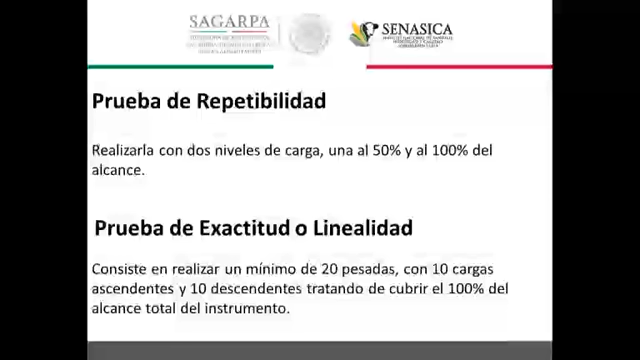 SAGARPA
SENASICA
Prueba de Repetibilidad
Realizarla con dos niveles de carga, una al 50% y al 100% del
alcance.
Prueba de Exactitud o Linealidad
Consiste en realizar un mínimo de 20 pesadas, con 10 cargas
ascendentes y 10 descendentes tratando de cubrir el 100% del
alcance total del instrumento.